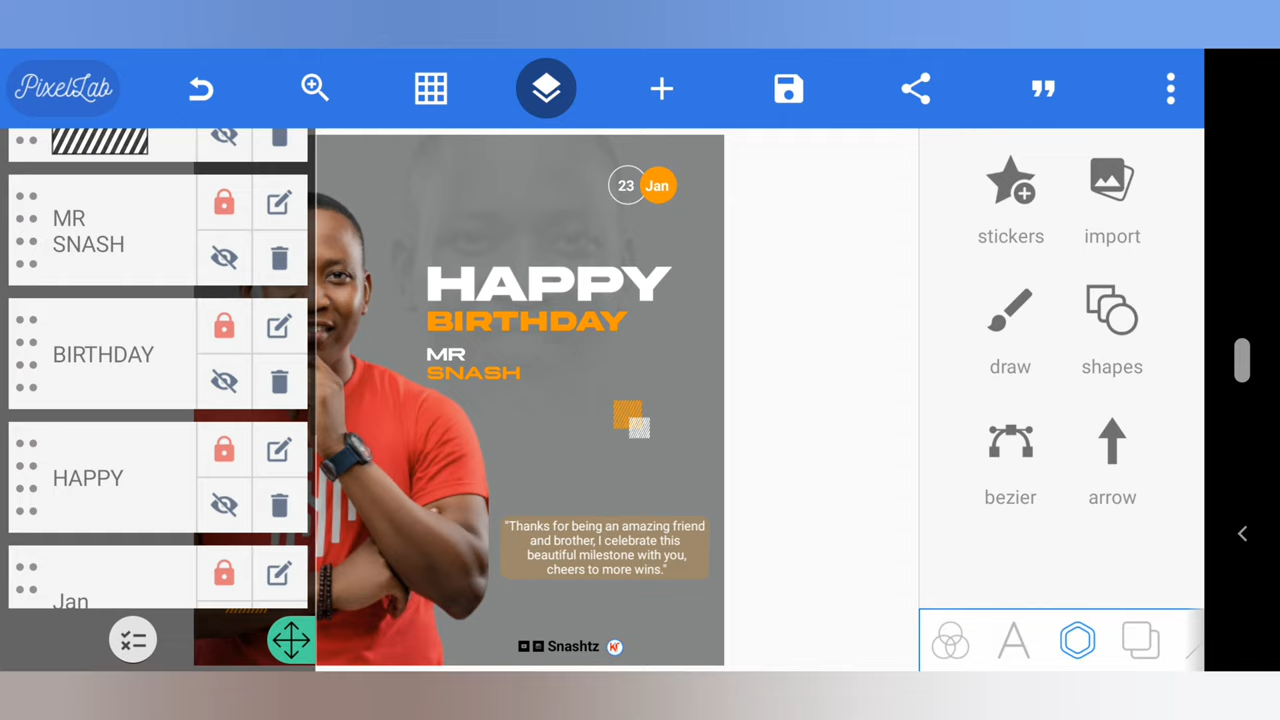 PixelLab
MR
SNASH
BIRTHDAY
HAPPY
Jan
23
Jan
HAPPY
BIRTHDAY
MR
SNASH
"Thanks for being an amazing friend
and brother, I celebrate this
beautiful milestone with you,
cheers to more wins."
Snashtz
stickers
import
draw
shapes
bezier
arrow